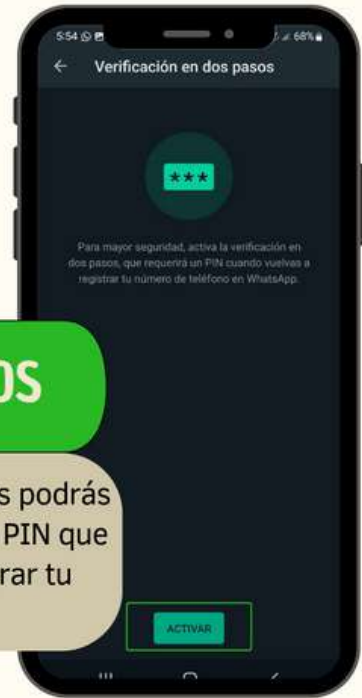 5:54
68%
Verificación en dos pasos
***
Para mayor seguridad, activa la verificación en
dos pasos, que requerirá un PIN cuando vuelvas a
registrar tu número de teléfono en WhatsApp.
OS
s podrás
PIN que
rar tu
ACTIVAR